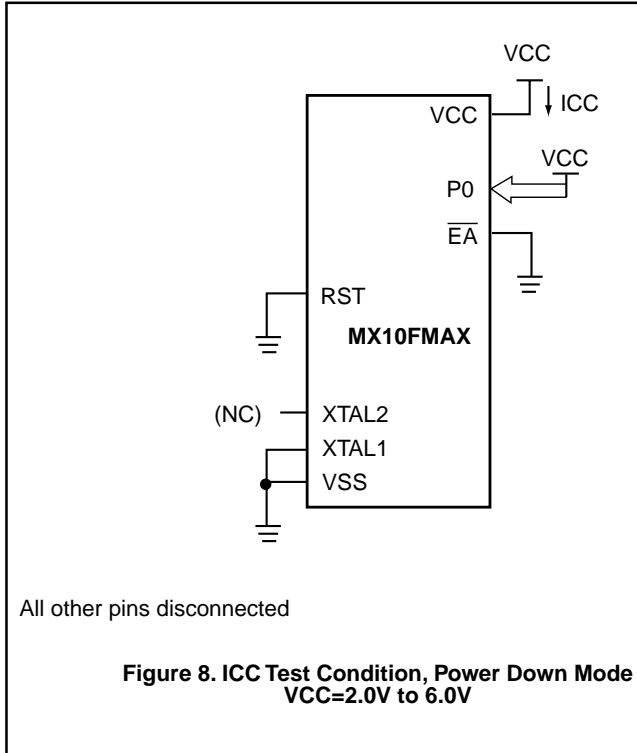 VCC
VCC
ICC
VCC
P0
EA
RST
MX10FMAX
(NC)
XTAL2
XTAL1
VSS
All other pins disconnected
Figure 8. ICC Test Condition, Power Down Mode
VCC=2.0V to 6.0V